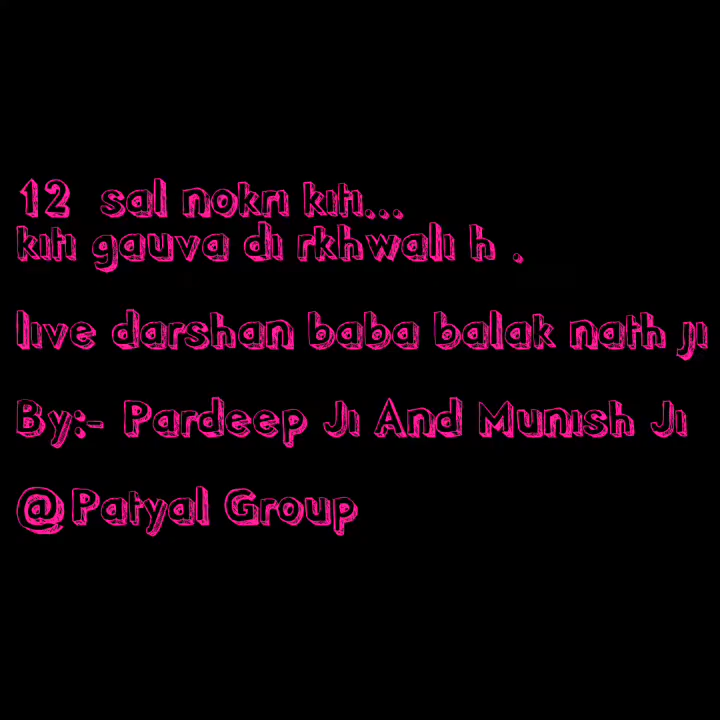 12 sal nokri kiti...
kiti gauva di rkhwali h .
live darshan baba balak nath ji
By:- Pardeep Ji And Munish Ji
@Patyal Group